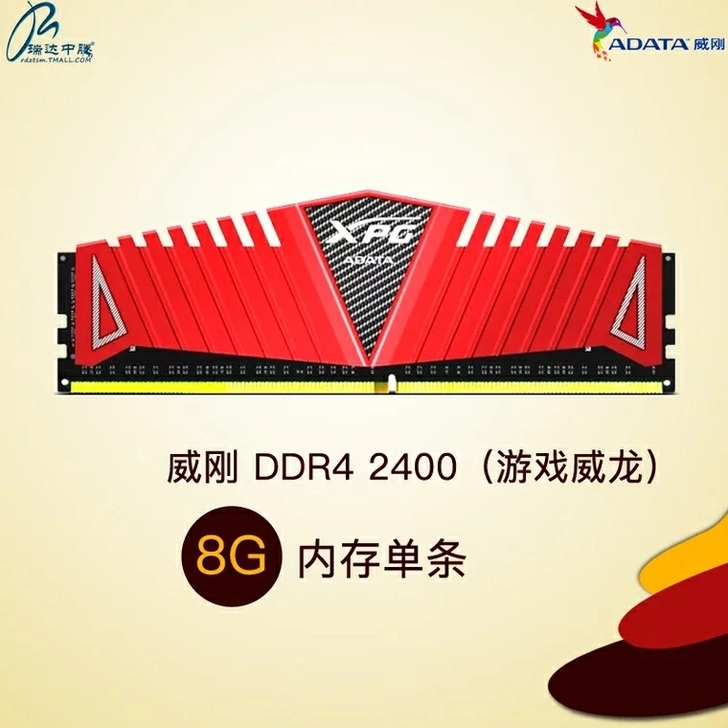 瑞达中腾
rdztsm.TMALL.COM
ADATA 威刚
XPG
ADATA
威刚 DDR4 2400（游戏威龙）
8G 内存单条